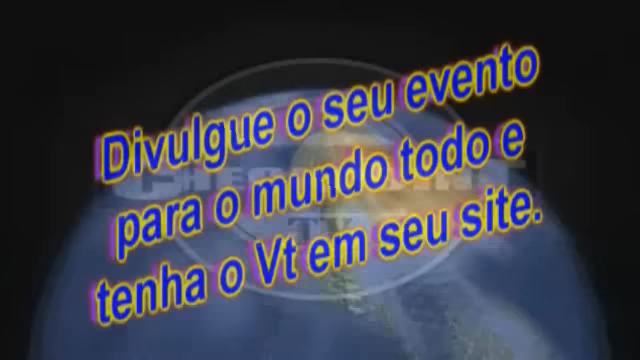 Divulgue o seu evento
para o mundo todo e
tenha o Vt em seu site.